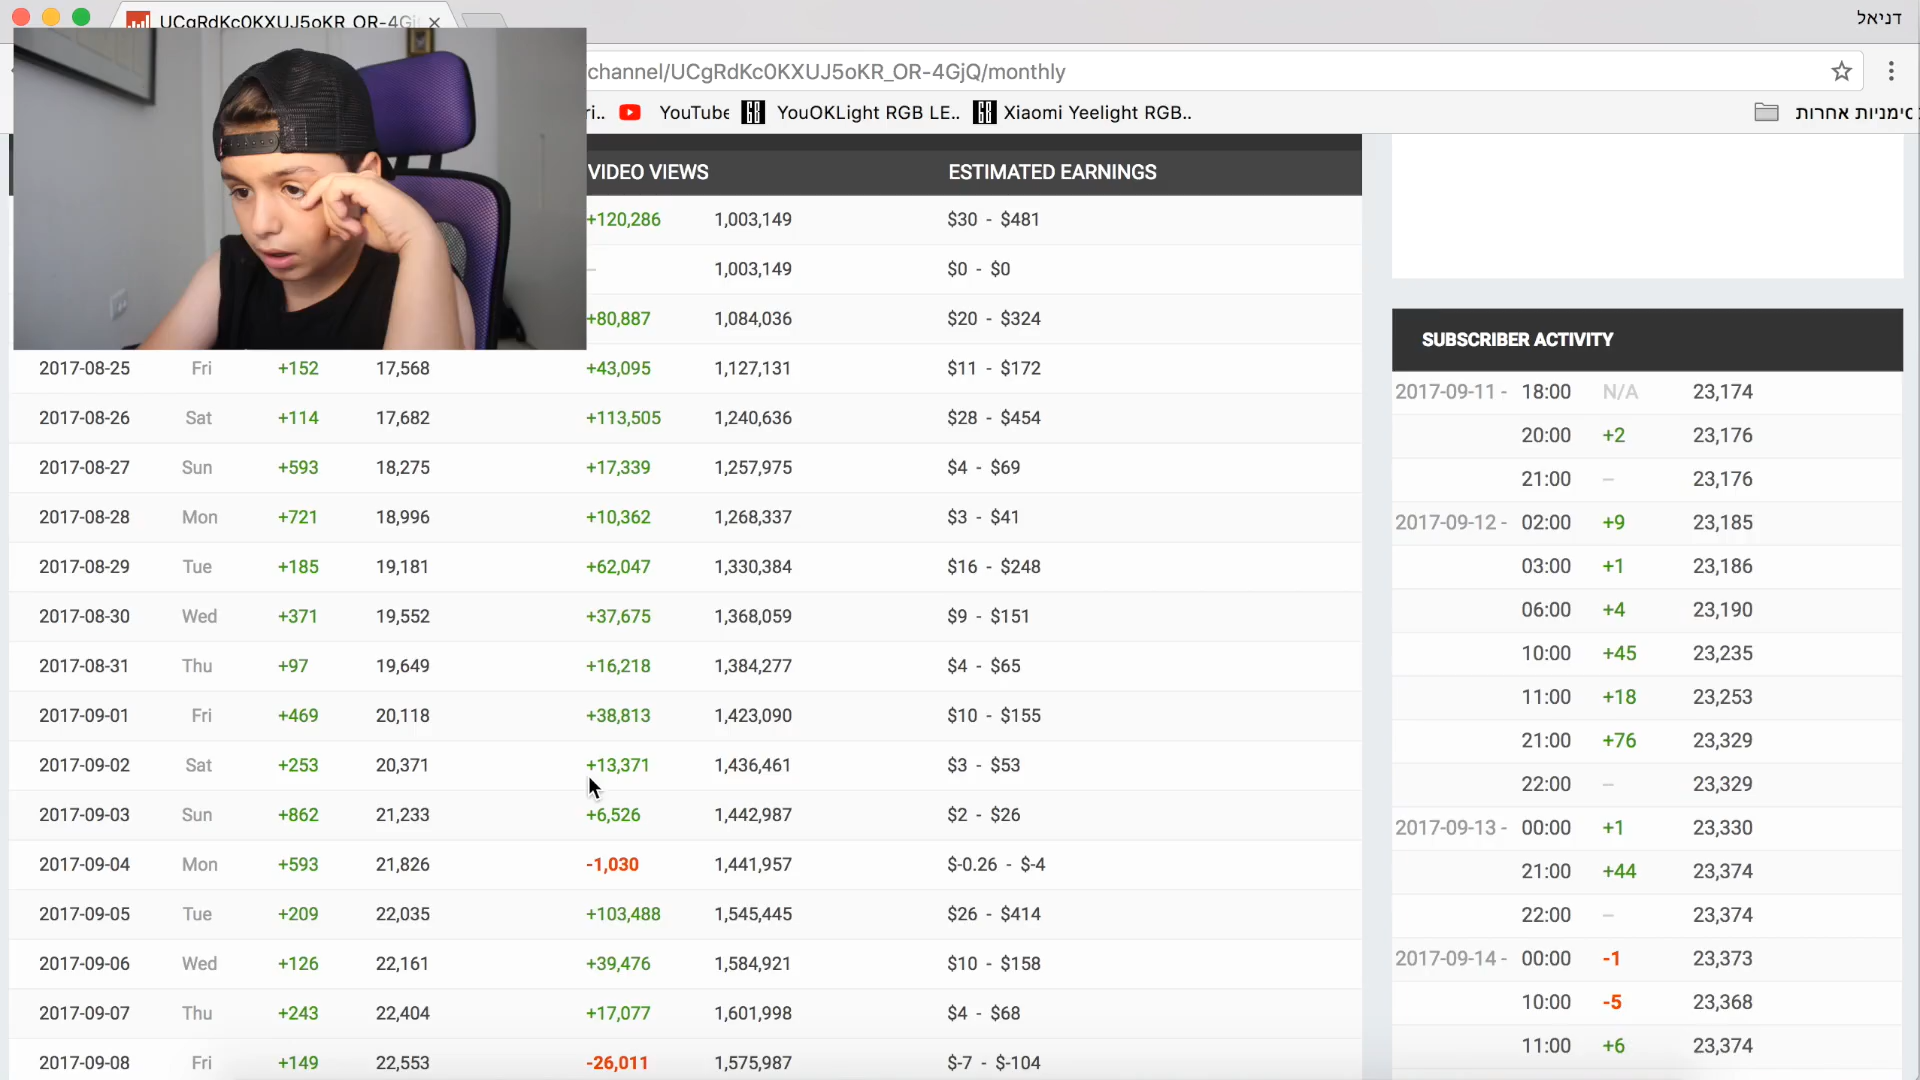 UCgRdKc0KXUJ5oKR_OR-4Gj
דניאל
channel/UCgRdKc0KXUJ5oKR_OR-4GjQ/monthly
ri.. YouTube YouOKLight RGB LE.. Xiaomi Yeelight RGB.. סימניות אחרות
VIDEO VIEWS ESTIMATED EARNINGS
+120,286 1,003,149 $30 - $481
– 1,003,149 $0 - $0
+80,887 1,084,036 $20 - $324
2017-08-25 Fri +152 17,568 +43,095 1,127,131 $11 - $172
2017-08-26 Sat +114 17,682 +113,505 1,240,636 $28 - $454
2017-08-27 Sun +593 18,275 +17,339 1,257,975 $4 - $69
2017-08-28 Mon +721 18,996 +10,362 1,268,337 $3 - $41
2017-08-29 Tue +185 19,181 +62,047 1,330,384 $16 - $248
2017-08-30 Wed +371 19,552 +37,675 1,368,059 $9 - $151
2017-08-31 Thu +97 19,649 +16,218 1,384,277 $4 - $65
2017-09-01 Fri +469 20,118 +38,813 1,423,090 $10 - $155
2017-09-02 Sat +253 20,371 +13,371 1,436,461 $3 - $53
2017-09-03 Sun +862 21,233 +6,526 1,442,987 $2 - $26
2017-09-04 Mon +593 21,826 -1,030 1,441,957 $-0.26 - $-4
2017-09-05 Tue +209 22,035 +103,488 1,545,445 $26 - $414
2017-09-06 Wed +126 22,161 +39,476 1,584,921 $10 - $158
2017-09-07 Thu +243 22,404 +17,077 1,601,998 $4 - $68
2017-09-08 Fri +149 22,553 -26,011 1,575,987 $-7 - $-104
SUBSCRIBER ACTIVITY
2017-09-11 - 18:00 N/A 23,174
20:00 +2 23,176
21:00 – 23,176
2017-09-12 - 02:00 +9 23,185
03:00 +1 23,186
06:00 +4 23,190
10:00 +45 23,235
11:00 +18 23,253
21:00 +76 23,329
22:00 – 23,329
2017-09-13 - 00:00 +1 23,330
21:00 +44 23,374
22:00 – 23,374
2017-09-14 - 00:00 -1 23,373
10:00 -5 23,368
11:00 +6 23,374